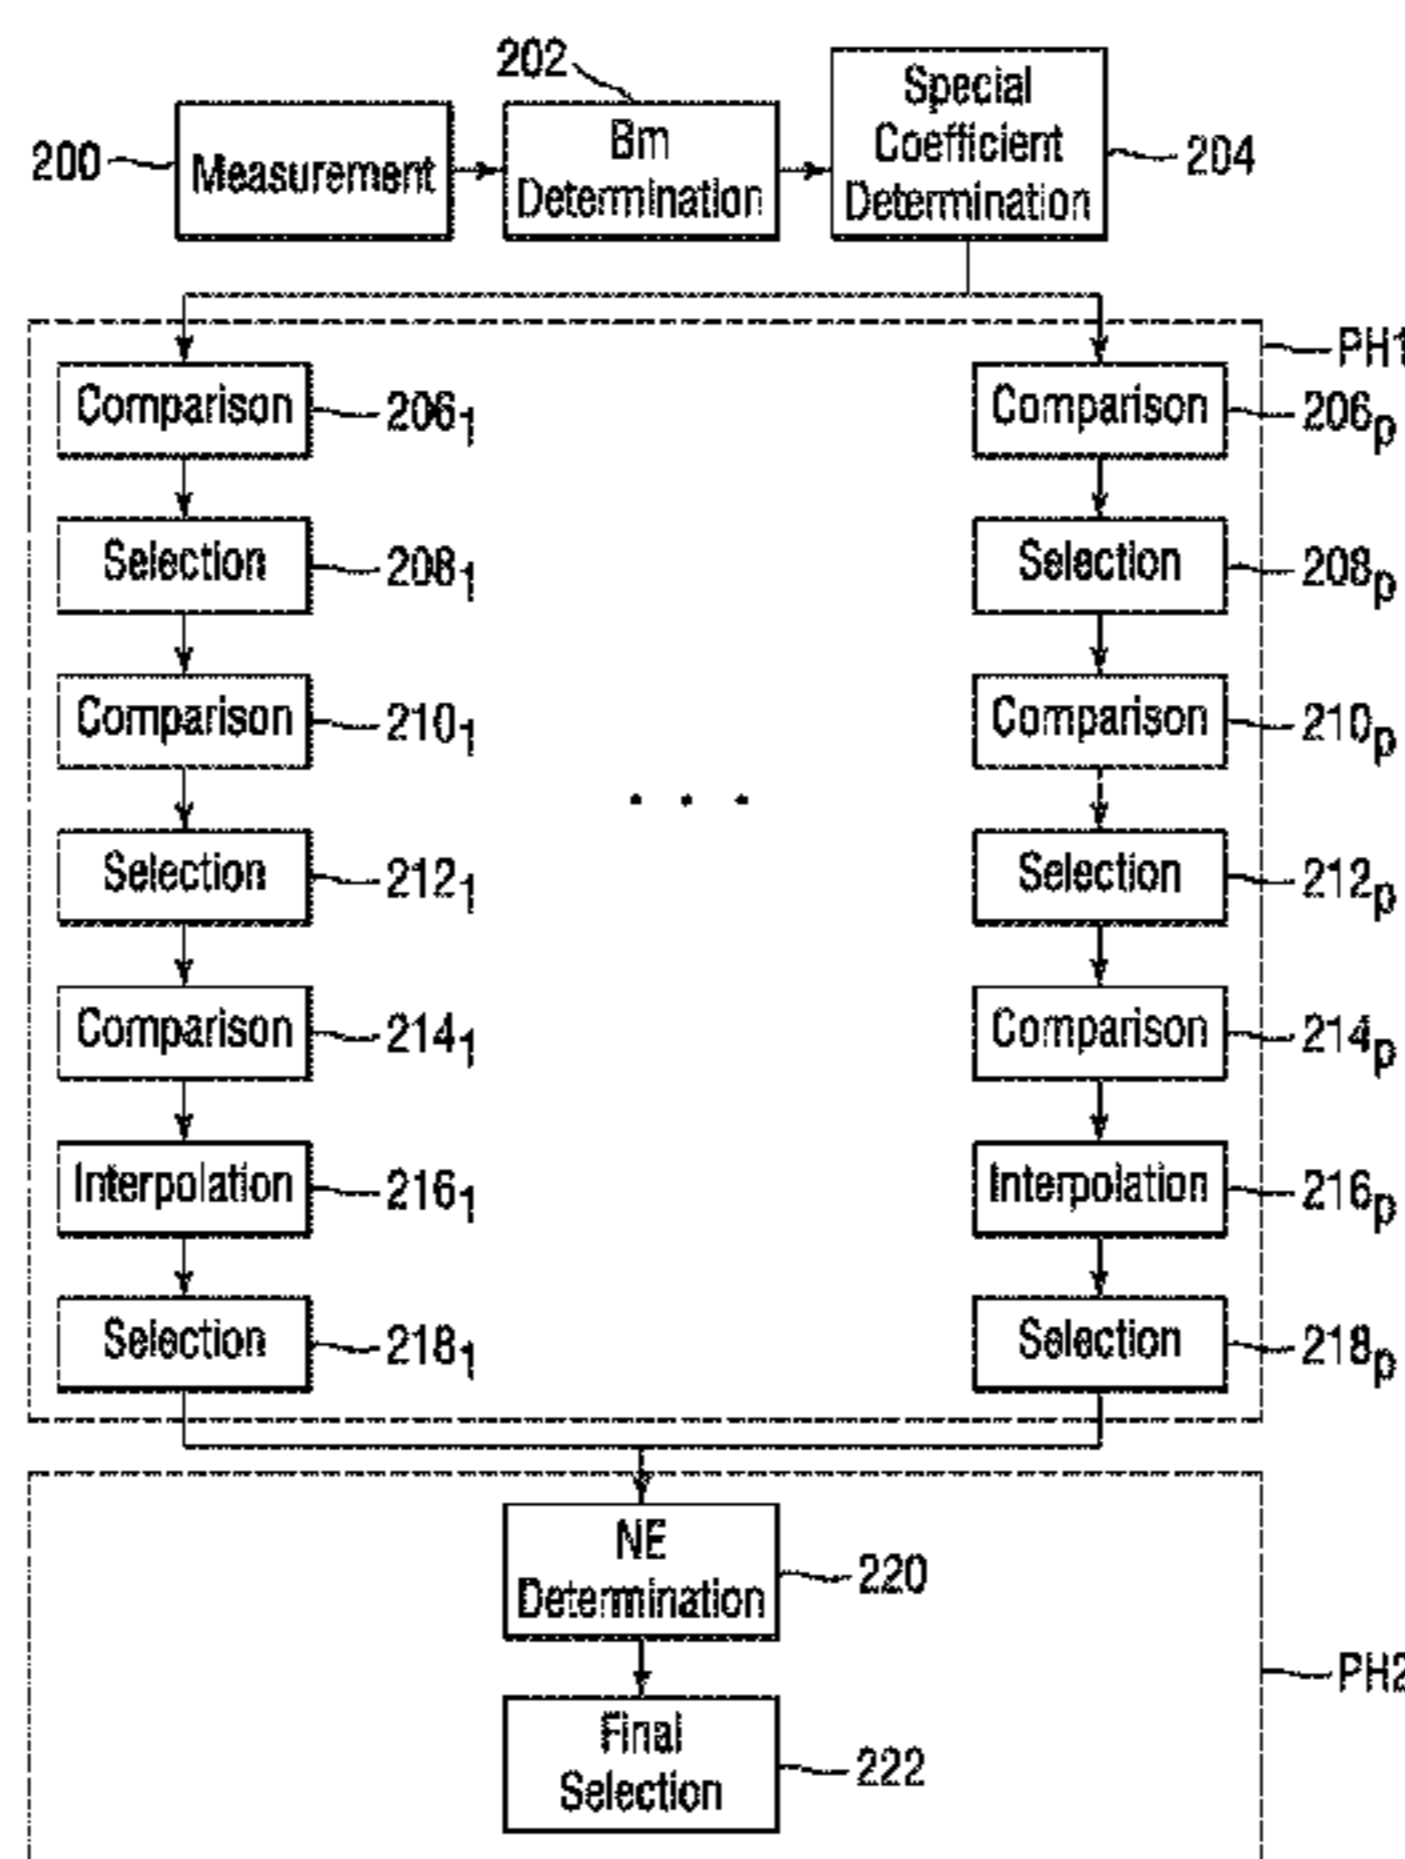 202
200
Measurement
Bm
Determination
Special
Coefficient
Determination
204
PH1
Comparison
206₁
Comparison
206p
Selection
208₁
Selection
208p
Comparison
210₁
Comparison
210p
. . .
Selection
212₁
Selection
212p
Comparison
214₁
Comparison
214p
Interpolation
216₁
Interpolation
216p
Selection
218₁
Selection
218p
NE
Determination
220
PH2
Final
Selection
222